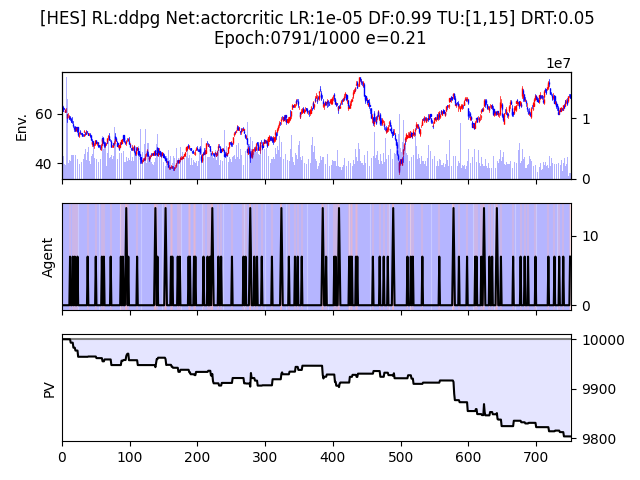 [HES] RL:ddpg Net:actorcritic LR:1e-05 DF:0.99 TU:[1,15] DRT:0.05
Epoch:0791/1000 e=0.21
1e7
Env.
60
40
1
0
Agent
10
0
PV
10000
9900
9800
0 100 200 300 400 500 600 700